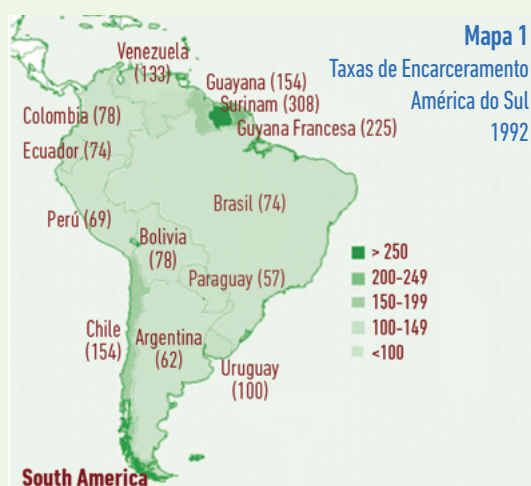 Mapa 1
Taxas de Encarceramento
América do Sul
1992
Venezuela
(133)
Guayana (154)
Surinam (308)
Guyana Francesa (225)
Colombia (78)
Ecuador (74)
Perú (69)
Brasil (74)
Bolivia
(78)
Paraguay (57)
Chile
(154)
Argentina
(62)
Uruguay
(100)
> 250
200-249
150-199
100-149
<100
South America